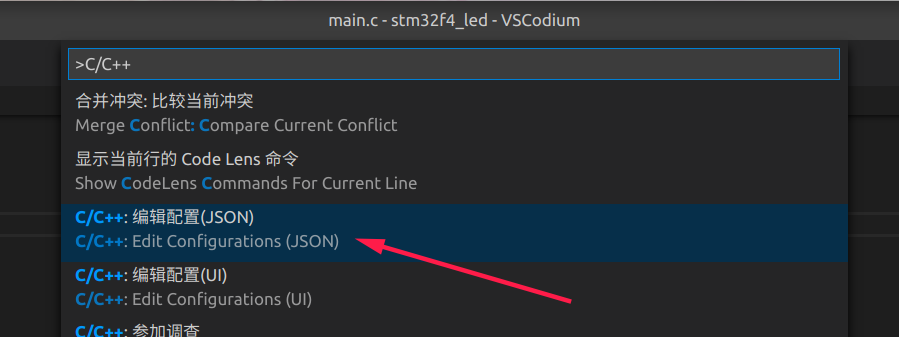 main.c - stm32f4_led - VSCodium
>C/C++
合并冲突: 比较当前冲突
Merge Conflict: Compare Current Conflict
显示当前行的 Code Lens 命令
Show CodeLens Commands For Current Line
C/C++: 编辑配置(JSON)
C/C++: Edit Configurations (JSON)
C/C++: 编辑配置(UI)
C/C++: Edit Configurations (UI)
C/C++: 参加调查